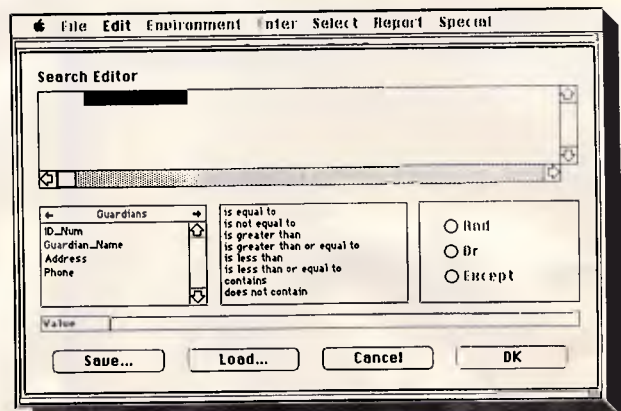 File Edit Environment Enter Select Report Special
Search Editor
Guardians
ID_Num
Guardian_Name
Address
Phone
is equal to
is not equal to
is greater than
is greater than or equal to
is less than
is less than or equal to
contains
does not contain
And
Or
Except
Value
Save... Load... Cancel OK